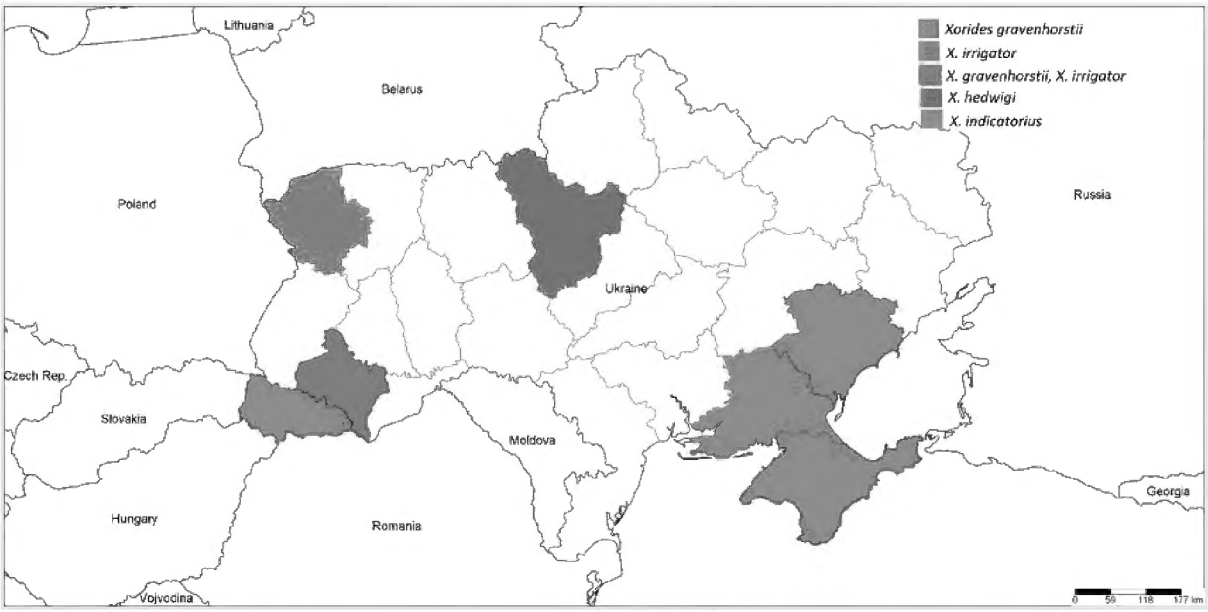 Lithuania
Xorides gravenhorstii
X. irrigator
X. gravenhorstii, X. irrigator
Belarus
X. hedwigi
X. indicatorius
Poland
Russia
Ukraine
Czech Rep.
Slovakia
Moldova
Georgia
Hungary
Romania
Vojvodina
0 59 118 177 km